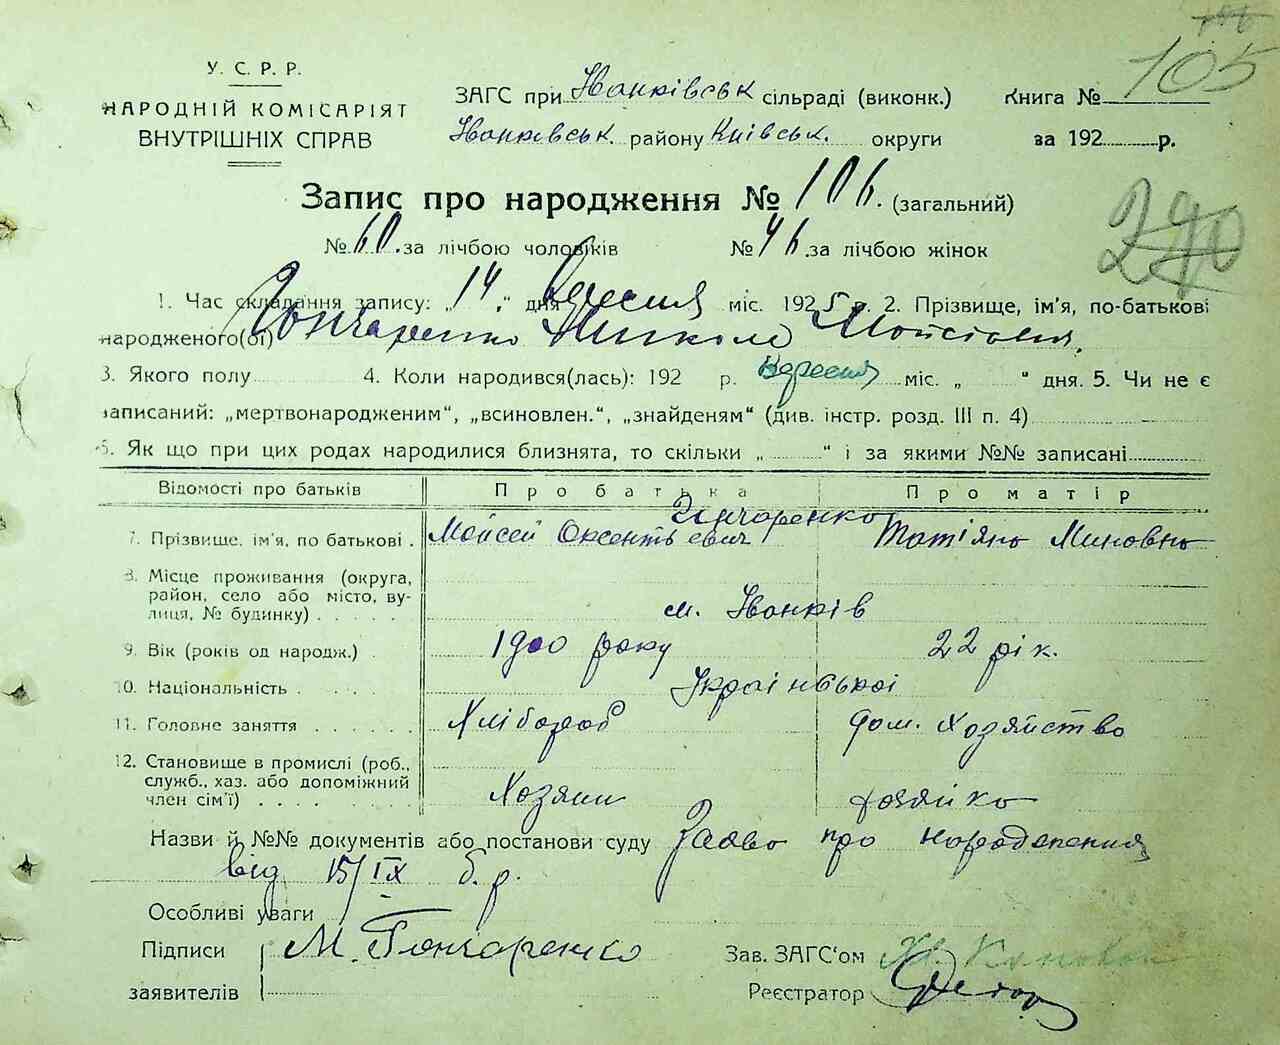 105
У. С. Р. Р.
НАРОДНІЙ КОМІСАРІЯТ
ВНУТРІШНІХ СПРАВ
ЗАГС при Іванківськ сільраді (виконк.)
Книга №
Іванківськ. району Київськ. округи
за 192 р.
Запис про народження № 106. (загальний)
№ 60. за лічбою чоловіків № 46. за лічбою жінок
270
1. Час складання запису: „14." дня Вересня міс. 1925 р. 2. Прізвище, ім'я, по-батькові
народженого(ої) Гончаренко Микола Мойсієвич.
3. Якого полу 4. Коли народився(лась): 192 р. Вересня міс. „ " дня. 5. Чи не є
записаний: „мертвонародженим", „всиновлен.", „знайденям" (див. інстр. розд. III п. 4)
6. Як що при цих родах народилися близнята, то скільки „ " і за якими №№ записані
Відомості про батьків Про батька Про матір
Гончаренко
7. Прізвище, ім'я, по батькові. Мойсей Оксентьевич Татіяна Миновна
8. Місце проживання (округа,
район, село або місто, ву-
лиця, № будинку) м. Іванків
9. Вік (років од народж.) 1900 року 22 рік.
10. Національність Української
11. Головне заняття Хлібороб Дом. Хозяйство
12. Становище в промислі (роб.,
служб., хаз. або допоміжний
член сім'ї) Хозяин хозяйка
Назви й №№ документів або постанови суду Заява про народження
від 15/IX б.р.
Особливі уваги
Підписи М. Гончаренко Зав. ЗАГС'ом
заявителів Реєстратор